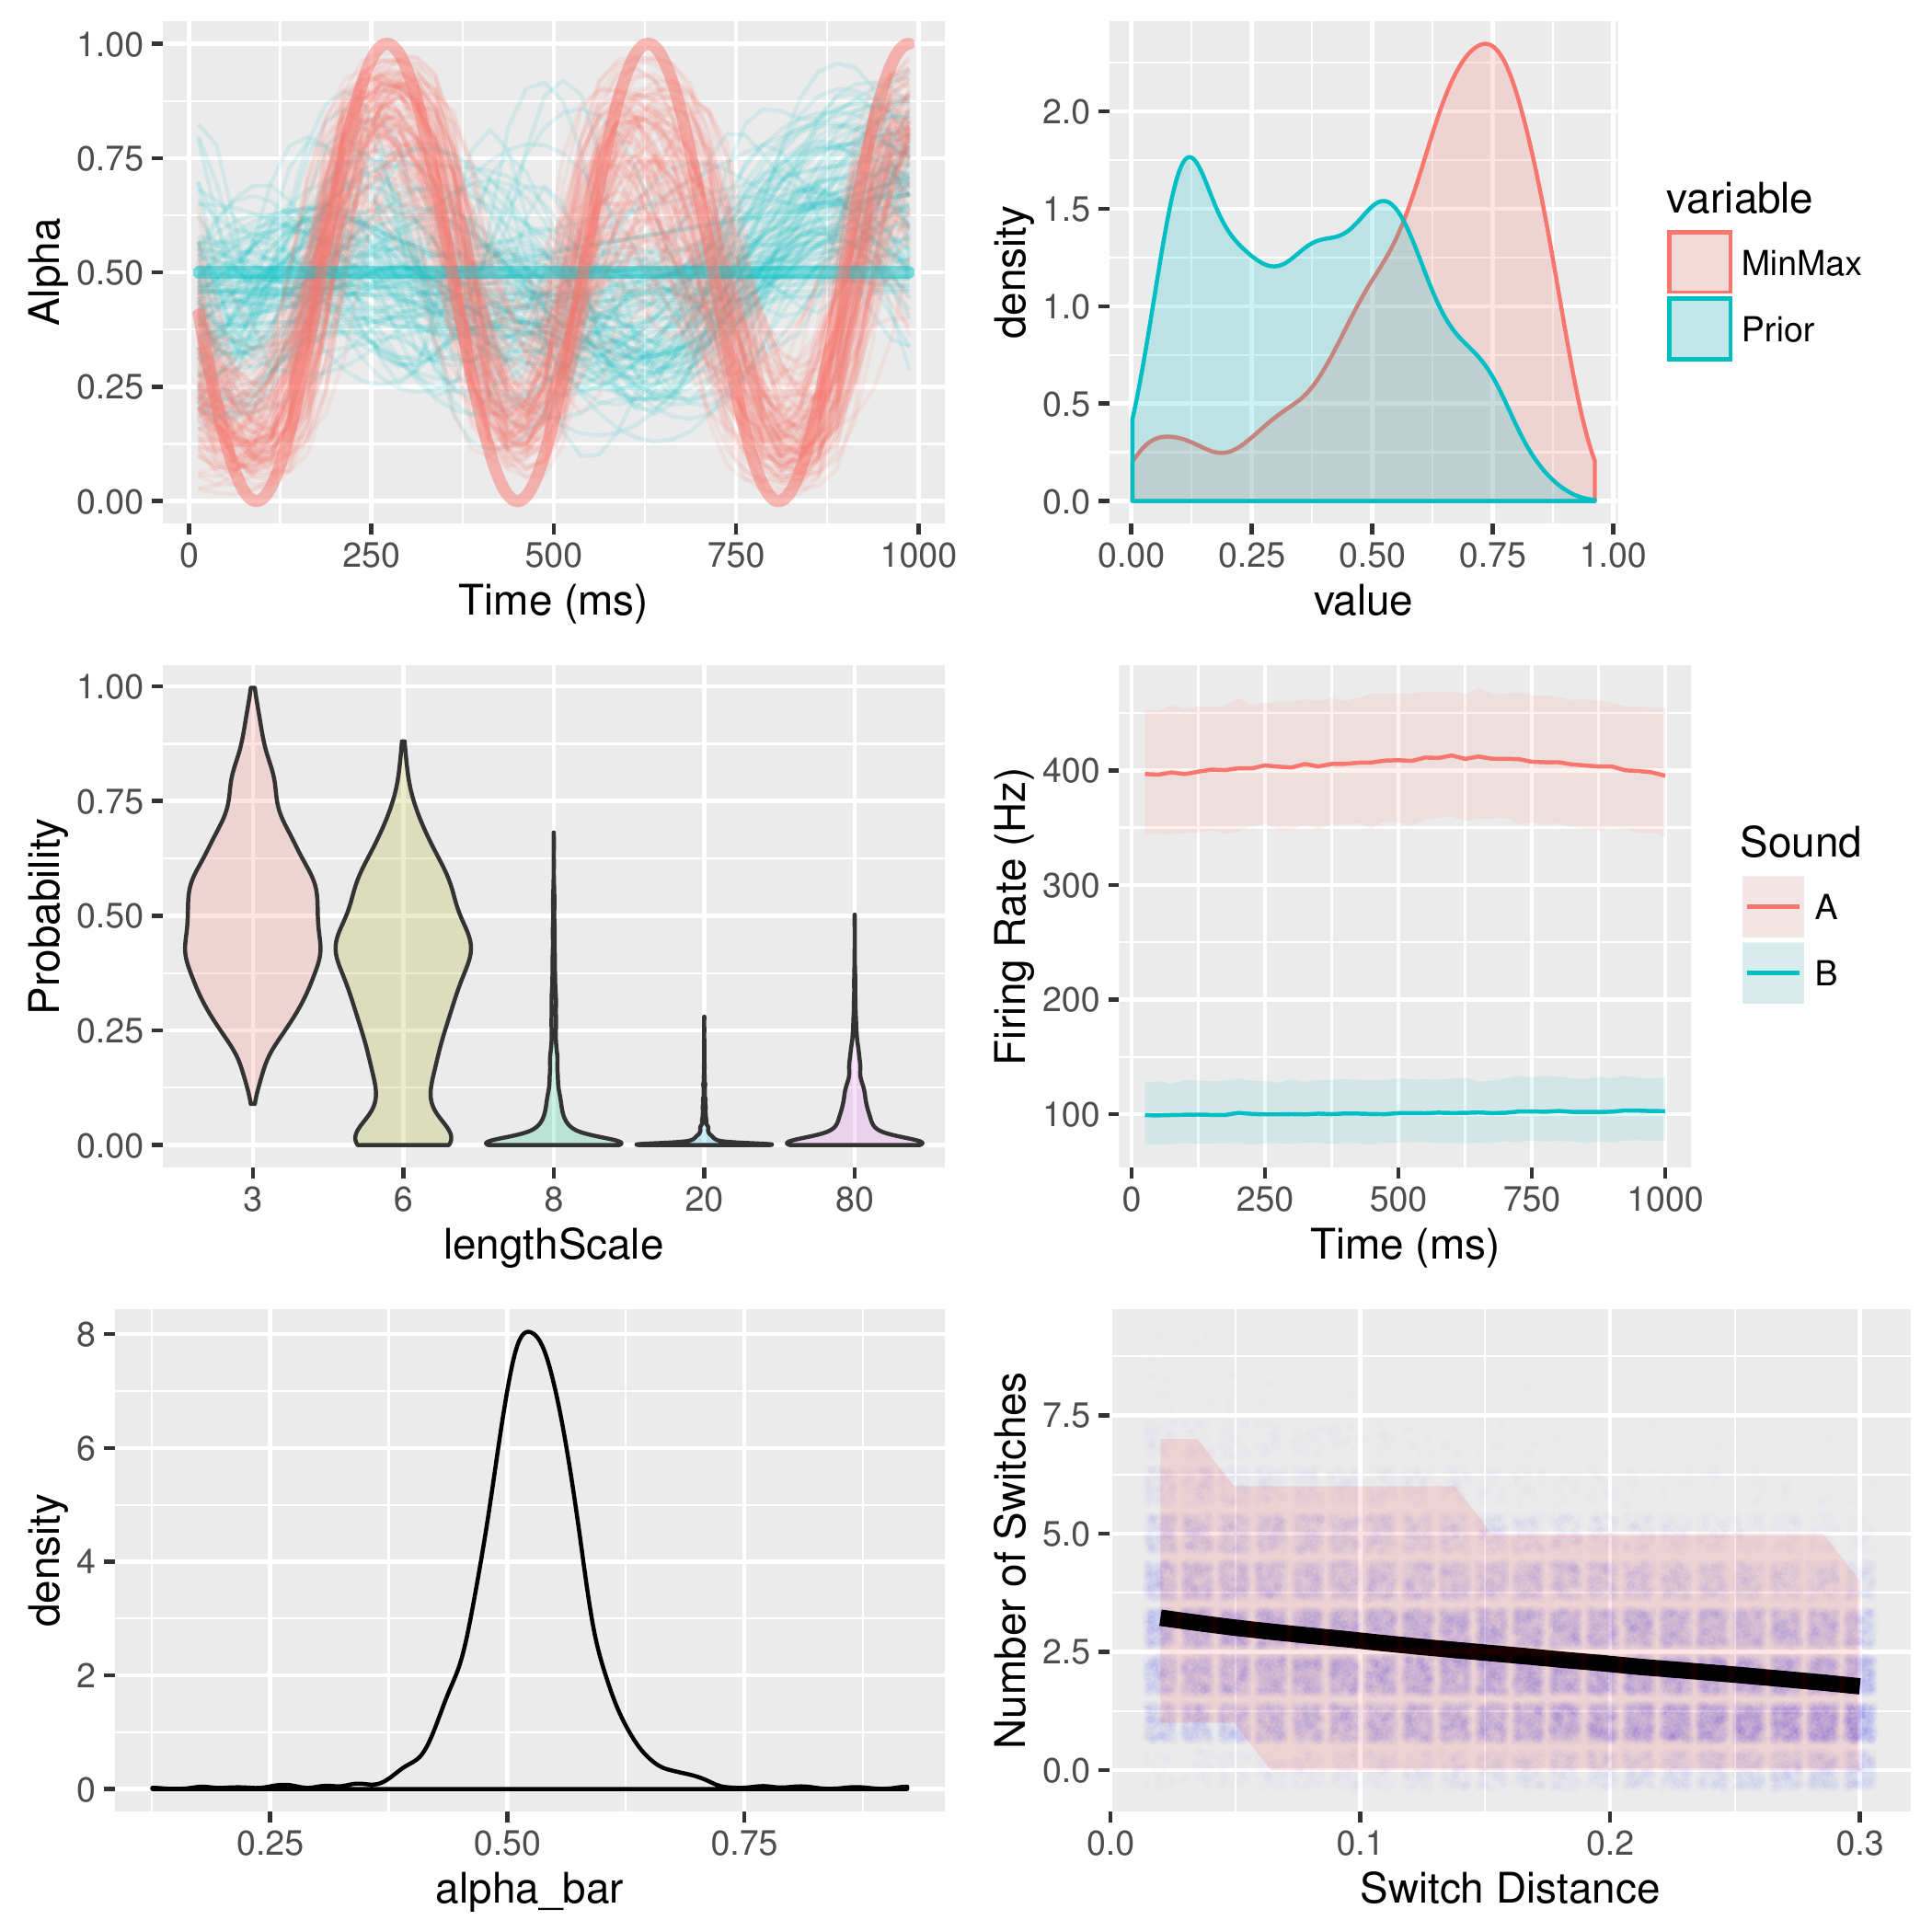 Alpha
1.00
0.75
0.50
0.25
0.00
0 250 500 750 1000
Time (ms)
density
2.0
1.5
1.0
0.5
0.0
0.00 0.25 0.50 0.75 1.00
value
variable
MinMax
Prior
Probability
1.00
0.75
0.50
0.25
0.00
3 6 8 20 80
lengthScale
Firing Rate (Hz)
400
300
200
100
0 250 500 750 1000
Time (ms)
Sound
A
B
density
8
6
4
2
0
0.25 0.50 0.75
alpha_bar
Number of Switches
7.5
5.0
2.5
0.0
0.0 0.1 0.2 0.3
Switch Distance